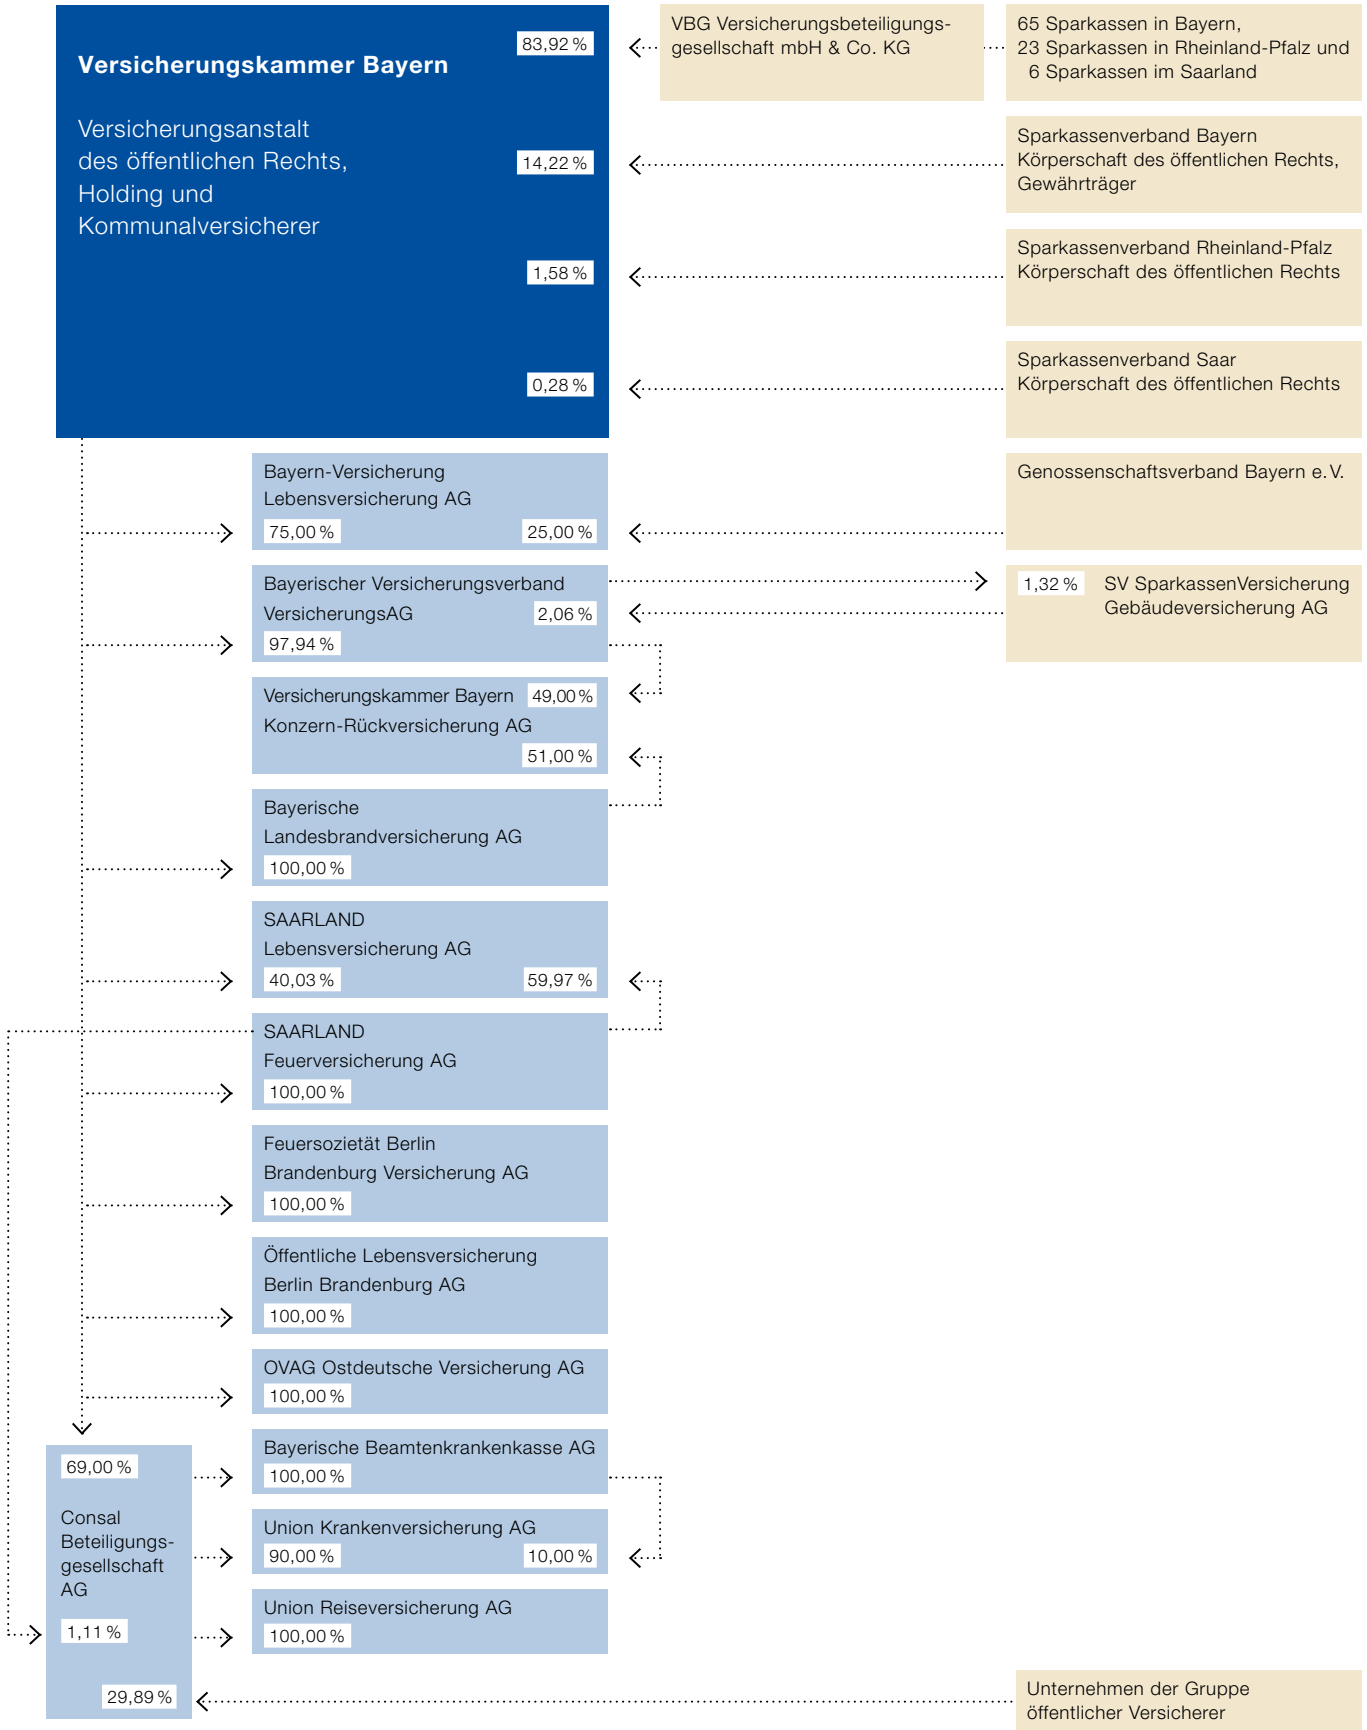 Versicherungskammer Bayern
Versicherungsanstalt
des öffentlichen Rechts,
Holding und
Kommunalversicherer
83,92 %
14,22 %
1,58 %
0,28 %
VBG Versicherungsbeteiligungs-
gesellschaft mbH & Co. KG
65 Sparkassen in Bayern,
23 Sparkassen in Rheinland-Pfalz und
6 Sparkassen im Saarland
Sparkassenverband Bayern
Körperschaft des öffentlichen Rechts,
Gewährträger
Sparkassenverband Rheinland-Pfalz
Körperschaft des öffentlichen Rechts
Sparkassenverband Saar
Körperschaft des öffentlichen Rechts
Bayern-Versicherung
Lebensversicherung AG
75,00 % 25,00 %
Genossenschaftsverband Bayern e. V.
Bayerischer Versicherungsverband
VersicherungsAG 2,06 %
97,94 %
1,32 % SV SparkassenVersicherung
Gebäudeversicherung AG
Versicherungskammer Bayern 49,00 %
Konzern-Rückversicherung AG
51,00 %
Bayerische
Landesbrandversicherung AG
100,00 %
SAARLAND
Lebensversicherung AG
40,03 % 59,97 %
SAARLAND
Feuerversicherung AG
100,00 %
Feuersozietät Berlin
Brandenburg Versicherung AG
100,00 %
Öffentliche Lebensversicherung
Berlin Brandenburg AG
100,00 %
OVAG Ostdeutsche Versicherung AG
100,00 %
69,00 %
Consal
Beteiligungs-
gesellschaft
AG
1,11 %
29,89 %
Bayerische Beamtenkrankenkasse AG
100,00 %
Union Krankenversicherung AG
90,00 % 10,00 %
Union Reiseversicherung AG
100,00 %
Unternehmen der Gruppe
öffentlicher Versicherer